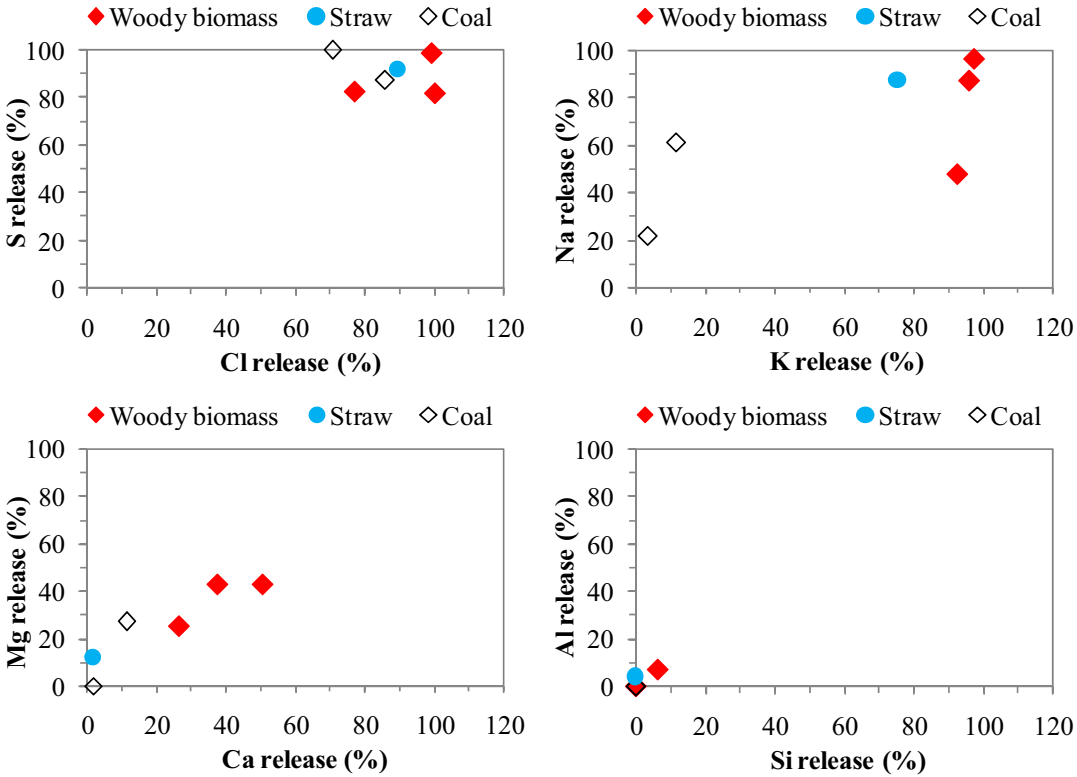 Woody biomass Straw Coal
100
80
60
40
20
0
S release (%)
0 20 40 60 80 100 120
Cl release (%)
Woody biomass Straw Coal
100
80
60
40
20
0
Na release (%)
0 20 40 60 80 100 120
K release (%)
Woody biomass Straw Coal
100
80
60
40
20
0
Mg release (%)
0 20 40 60 80 100 120
Ca release (%)
Woody biomass Straw Coal
100
80
60
40
20
0
Al release (%)
0 20 40 60 80 100 120
Si release (%)